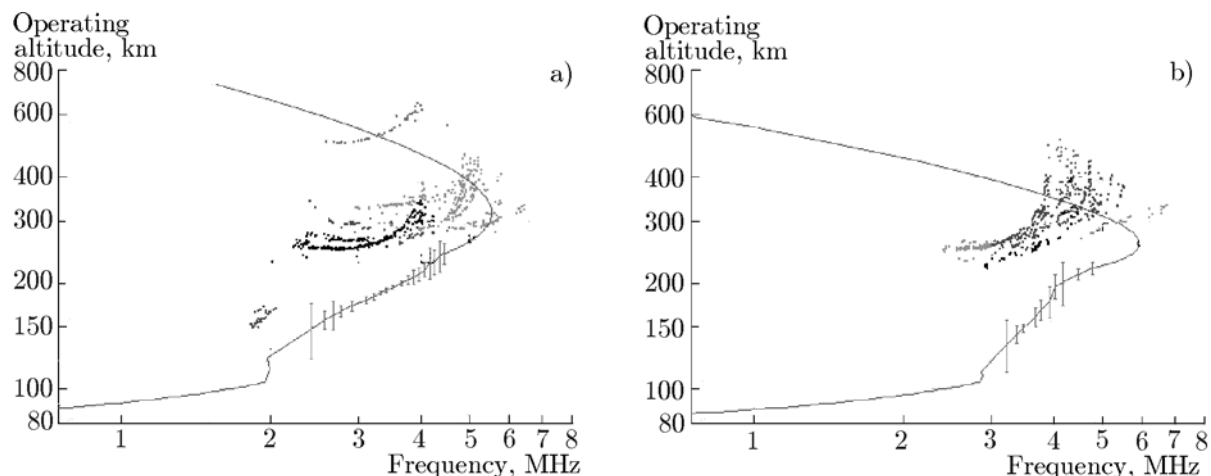 Operating
altitude, km
a)
800
600
400
300
200
150
100
80
1 2 3 4 5 6 7 8
Frequency, MHz
Operating
altitude, km
b)
800
600
400
300
200
150
100
80
1 2 3 4 5 6 7 8
Frequency, MHz